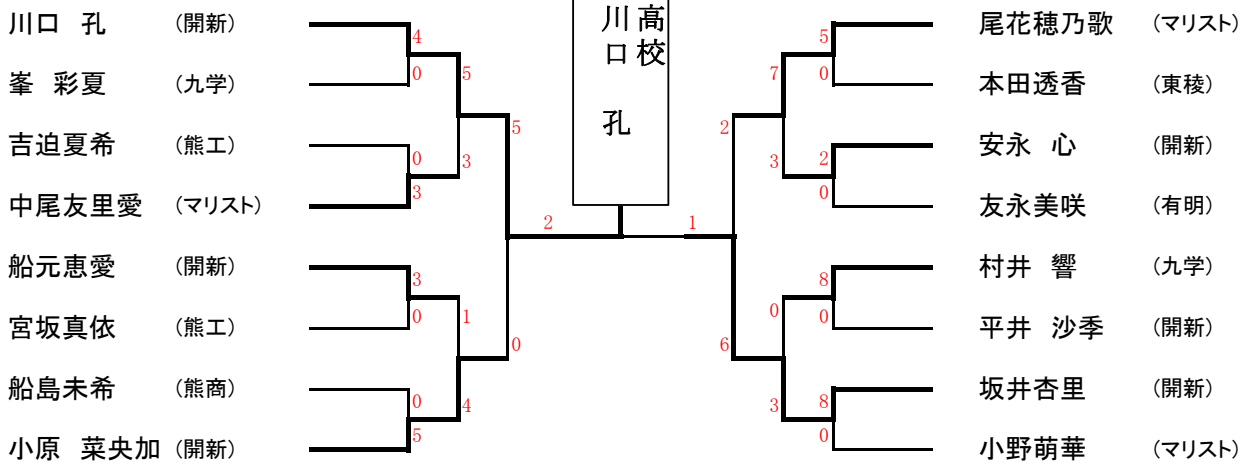 川口 孔 (開新)
峯 彩夏 (九学)
吉迫夏希 (熊工)
中尾友里愛 (マリスト)
船元恵愛 (開新)
宮坂真依 (熊工)
船島未希 (熊商)
小原 菜央加 (開新)
4
0
5
0
3
3
5
3
0
1
0
5
4
0
2
高校
川口 孔
1
5
0
7
2
0
3
2
8
0
0
8
0
3
6
尾花穂乃歌 (マリスト)
本田透香 (東稜)
安永 心 (開新)
友永美咲 (有明)
村井 響 (九学)
平井 沙季 (開新)
坂井杏里 (開新)
小野萌華 (マリスト)